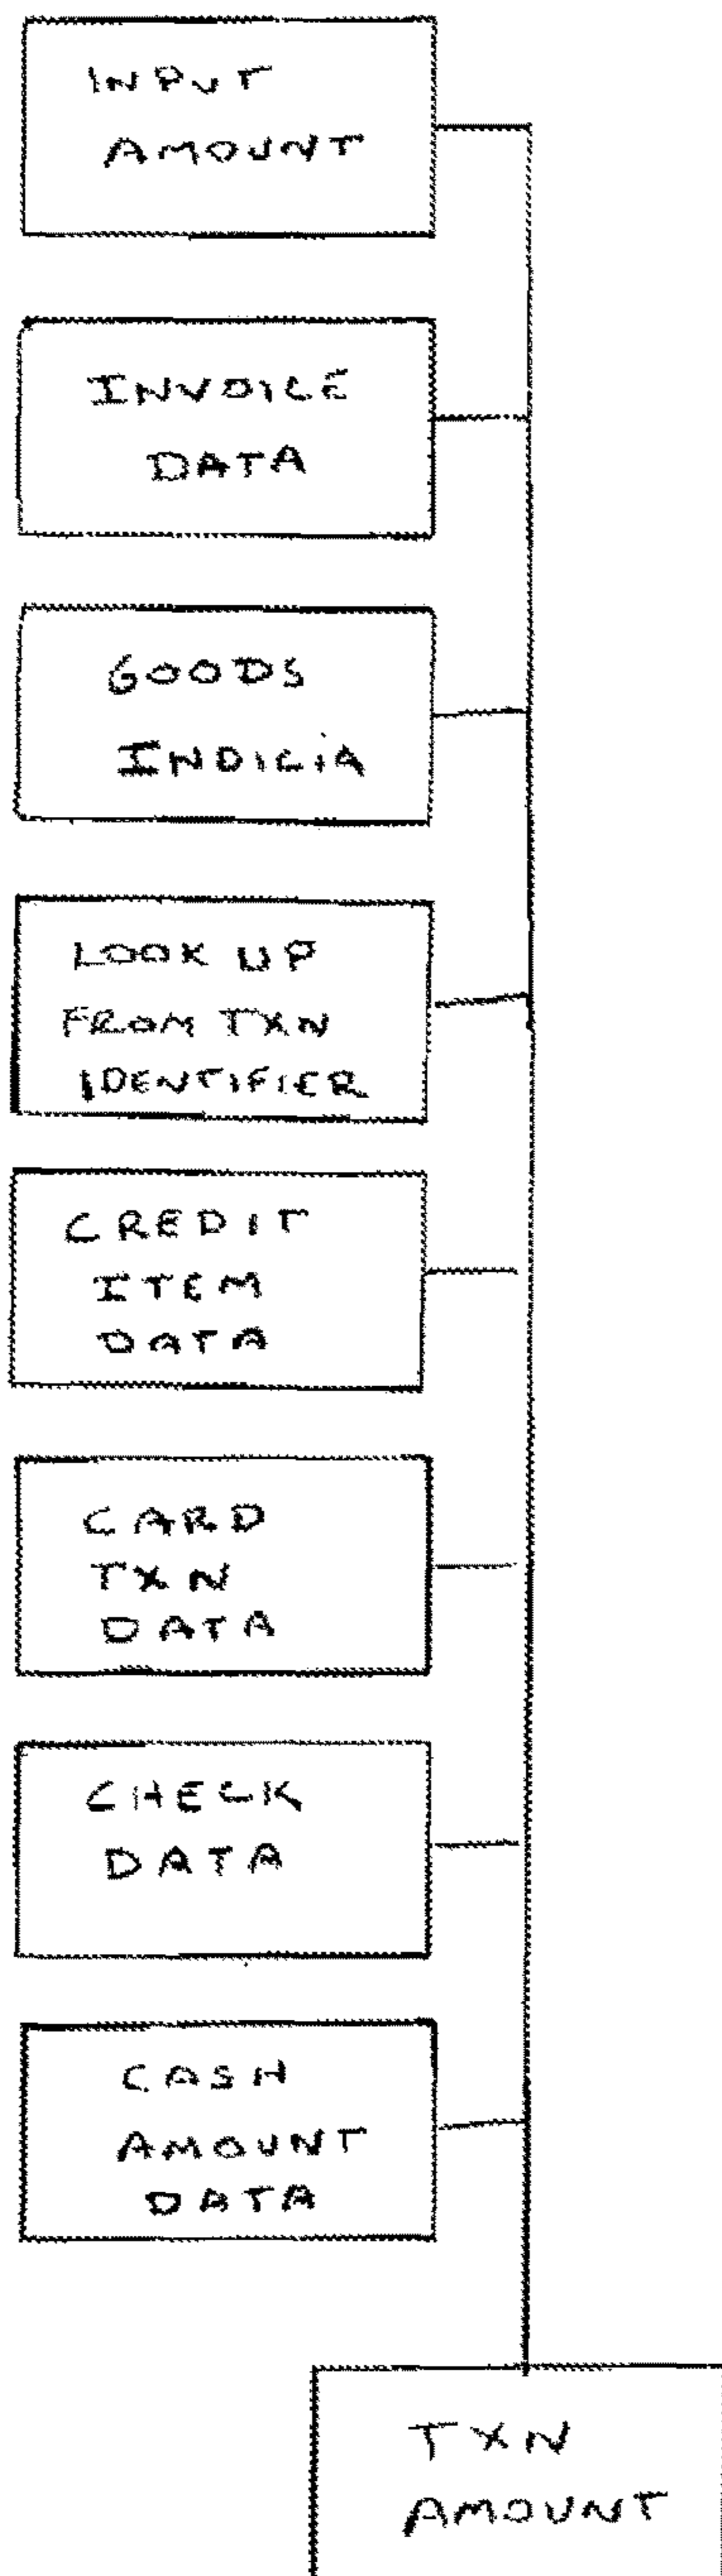 INPUT
AMOUNT
INVOICE
DATA
GOODS
INDICIA
LOOK UP
FROM TXN
IDENTIFIER
CREDIT
ITEM
DATA
CARD
TXN
DATA
CHECK
DATA
CASH
AMOUNT
DATA
TXN
AMOUNT